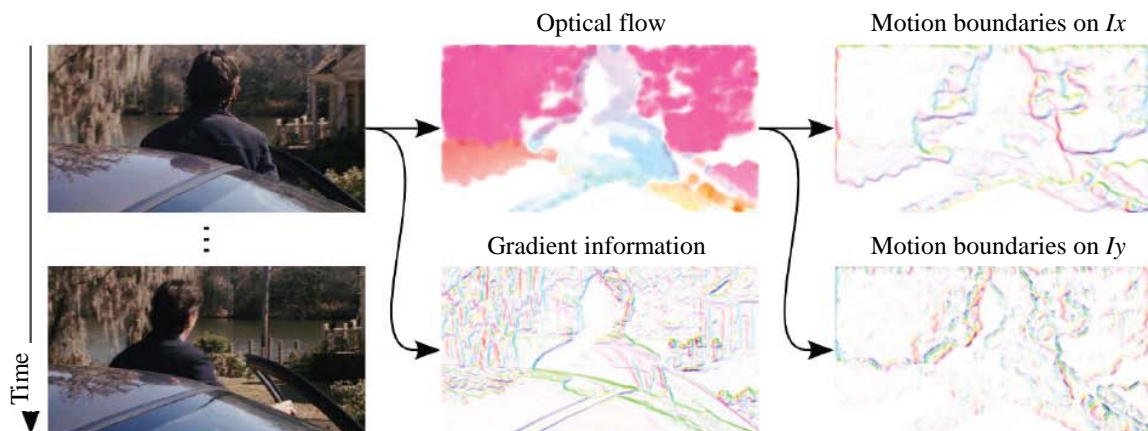 Optical flow
Motion boundaries on Ix
Gradient information
Motion boundaries on Iy
Time